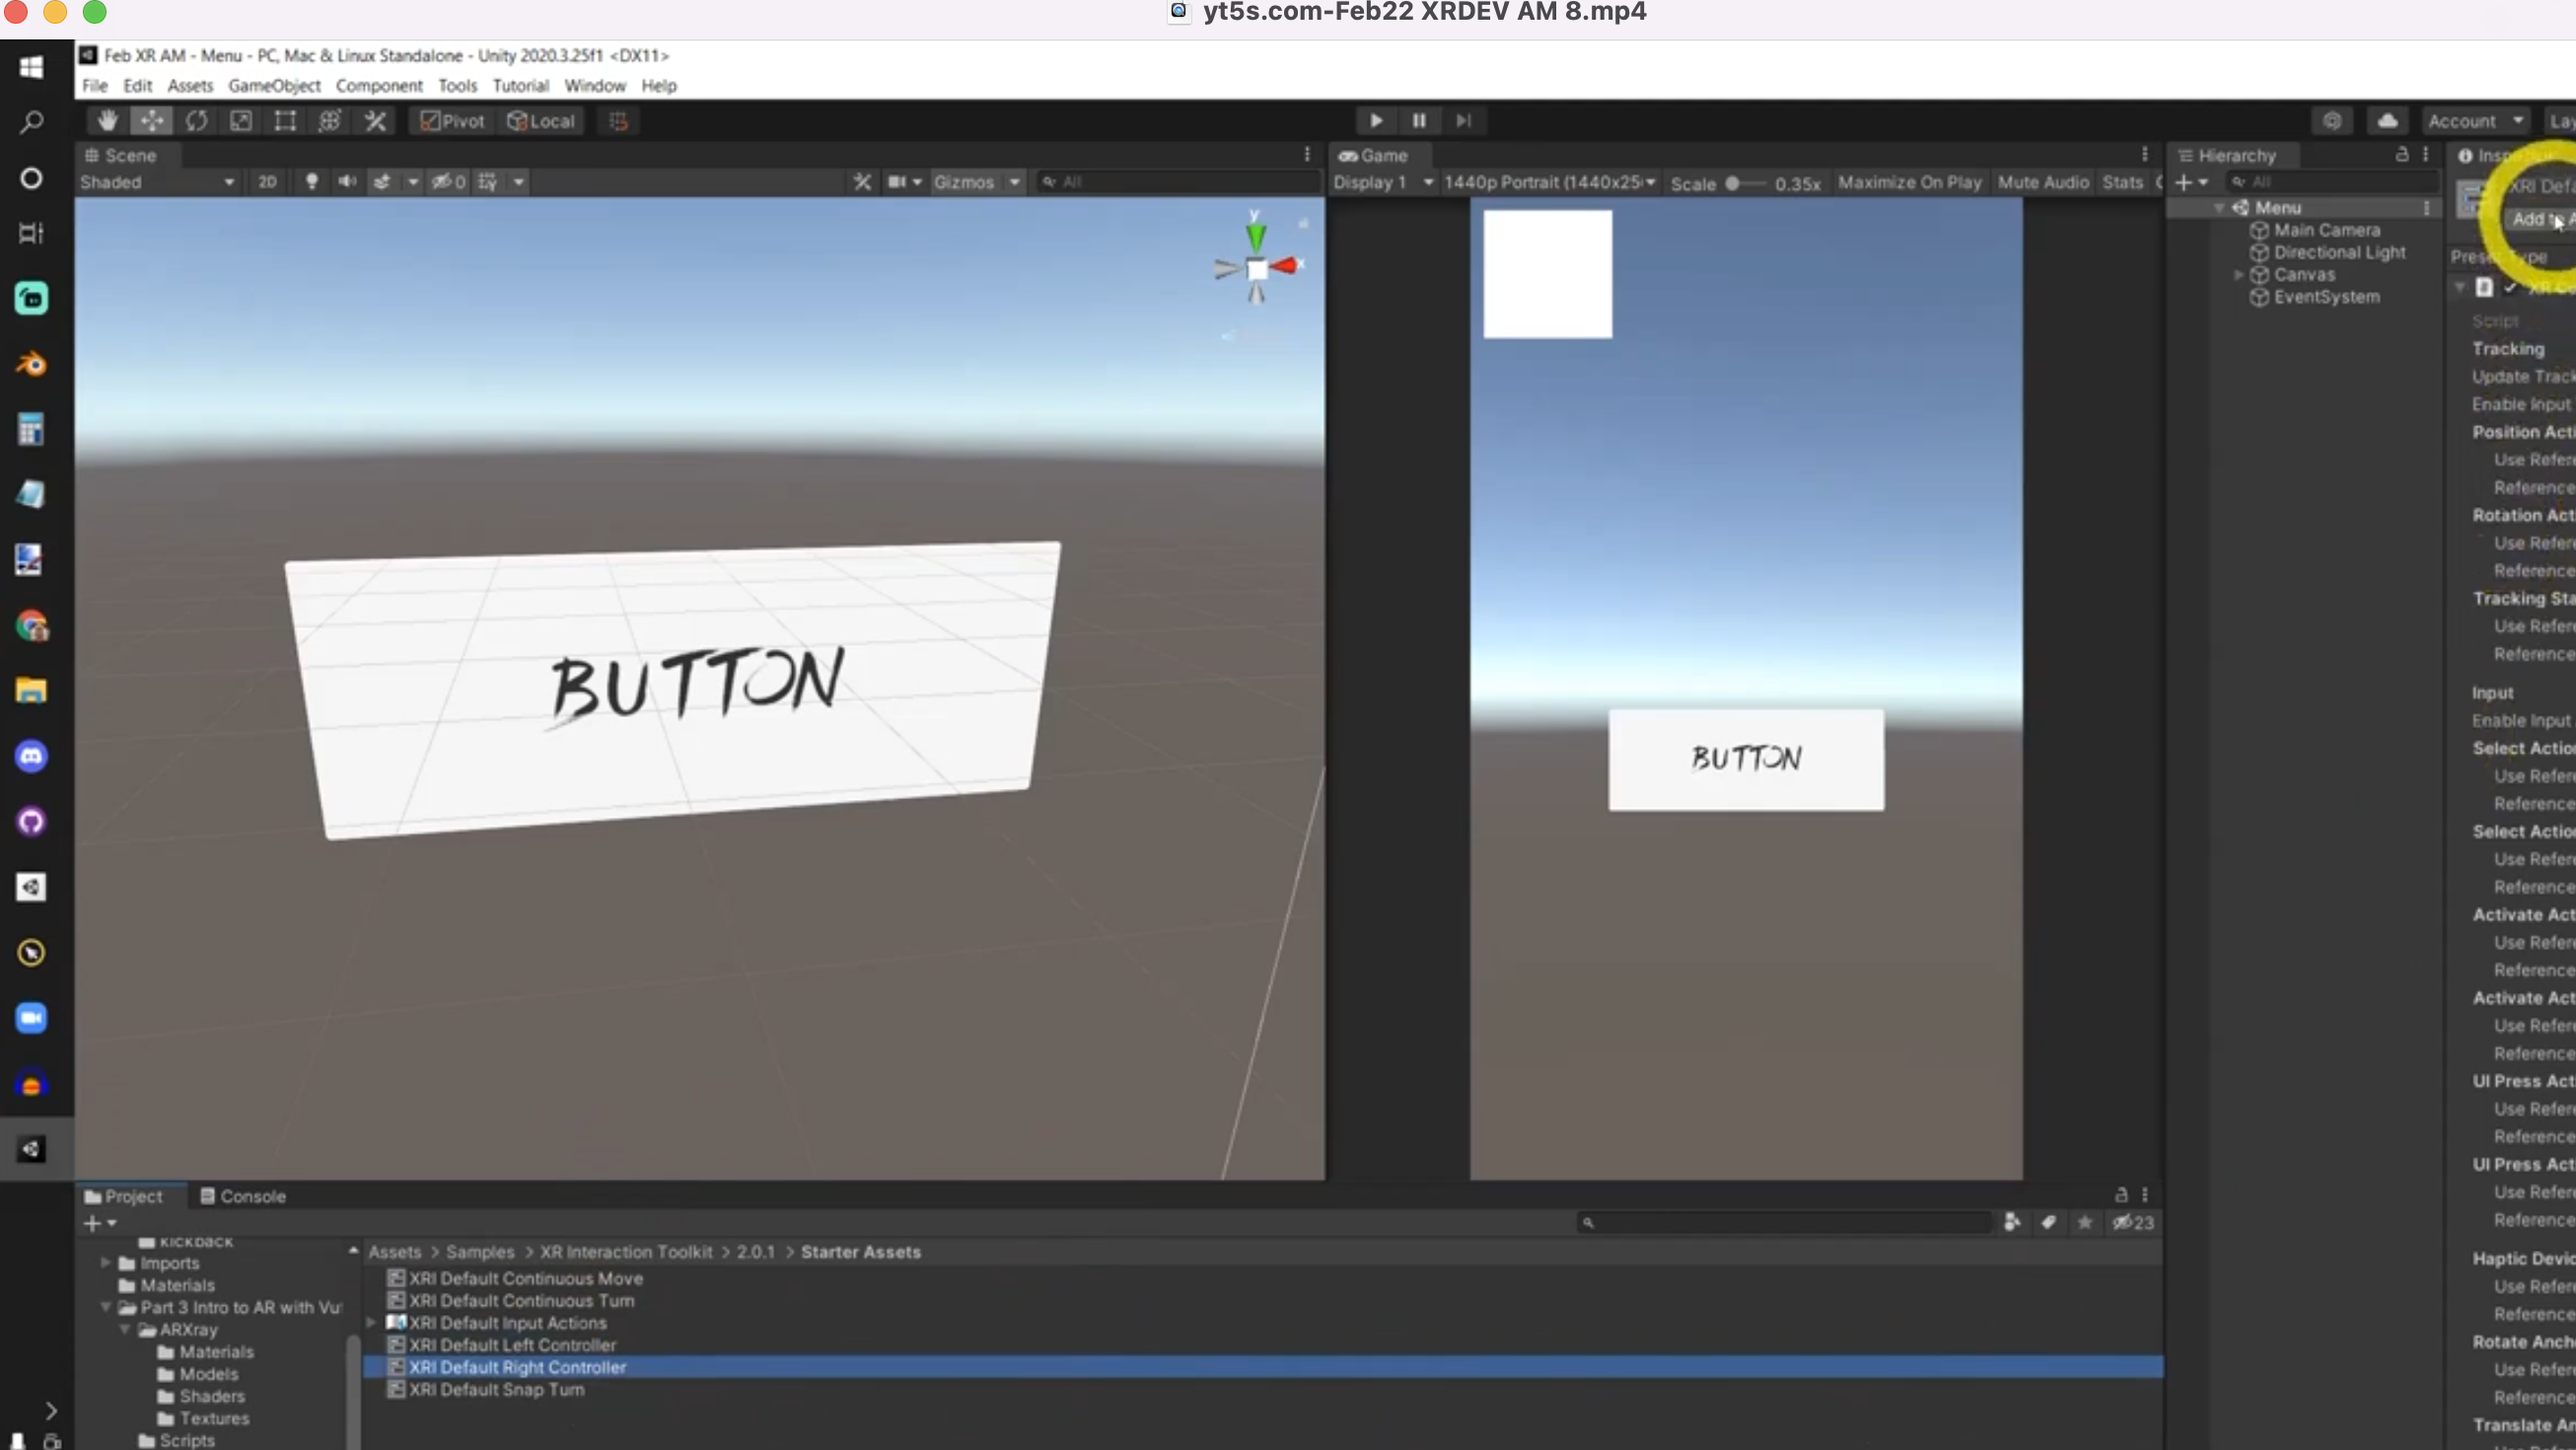 yt5s.com-Feb22 XRDEV AM 8.mp4
Feb XR AM - Menu - PC, Mac & Linux Standalone - Unity 2020.3.25f1 <DX11>
File Edit Assets GameObject Component Tools Tutorial Window Help
Pivot Local Account Lay
Scene Game Hierarchy
Shaded 2D 0 Gizmos All Display 1 1440p Portrait (1440x25 Scale 0.35x Maximize On Play Mute Audio Stats All XRI Defa
y
x
Menu Add to A
Main Camera
Directional Light Preset Type
Canvas
EventSystem
Script
Tracking
Update Track
Enable Input
Position Acti
Use Refere
Reference
Rotation Act
Use Refere
Reference
Tracking Sta
Use Refere
Reference
BUTTON
BUTTON
Input
Enable Input
Select Action
Use Refere
Reference
Select Action
Use Refere
Reference
Activate Act
Use Refere
Reference
Activate Act
Use Refere
Reference
UI Press Act
Use Refere
Reference
UI Press Act
Use Refere
Reference
Haptic Devic
Use Refere
Reference
Rotate Ancho
Use Refere
Reference
Translate An
Project Console
23
kickback
Imports
Materials
Part 3 Intro to AR with Vu
ARXray
Materials
Models
Shaders
Textures
Scripts
Assets > Samples > XR Interaction Toolkit > 2.0.1 > Starter Assets
XRI Default Continuous Move
XRI Default Continuous Turn
XRI Default Input Actions
XRI Default Left Controller
XRI Default Right Controller
XRI Default Snap Turn